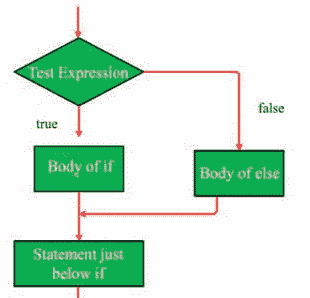 Test Expression
true
false
Body of if
Body of else
Statement just
below if